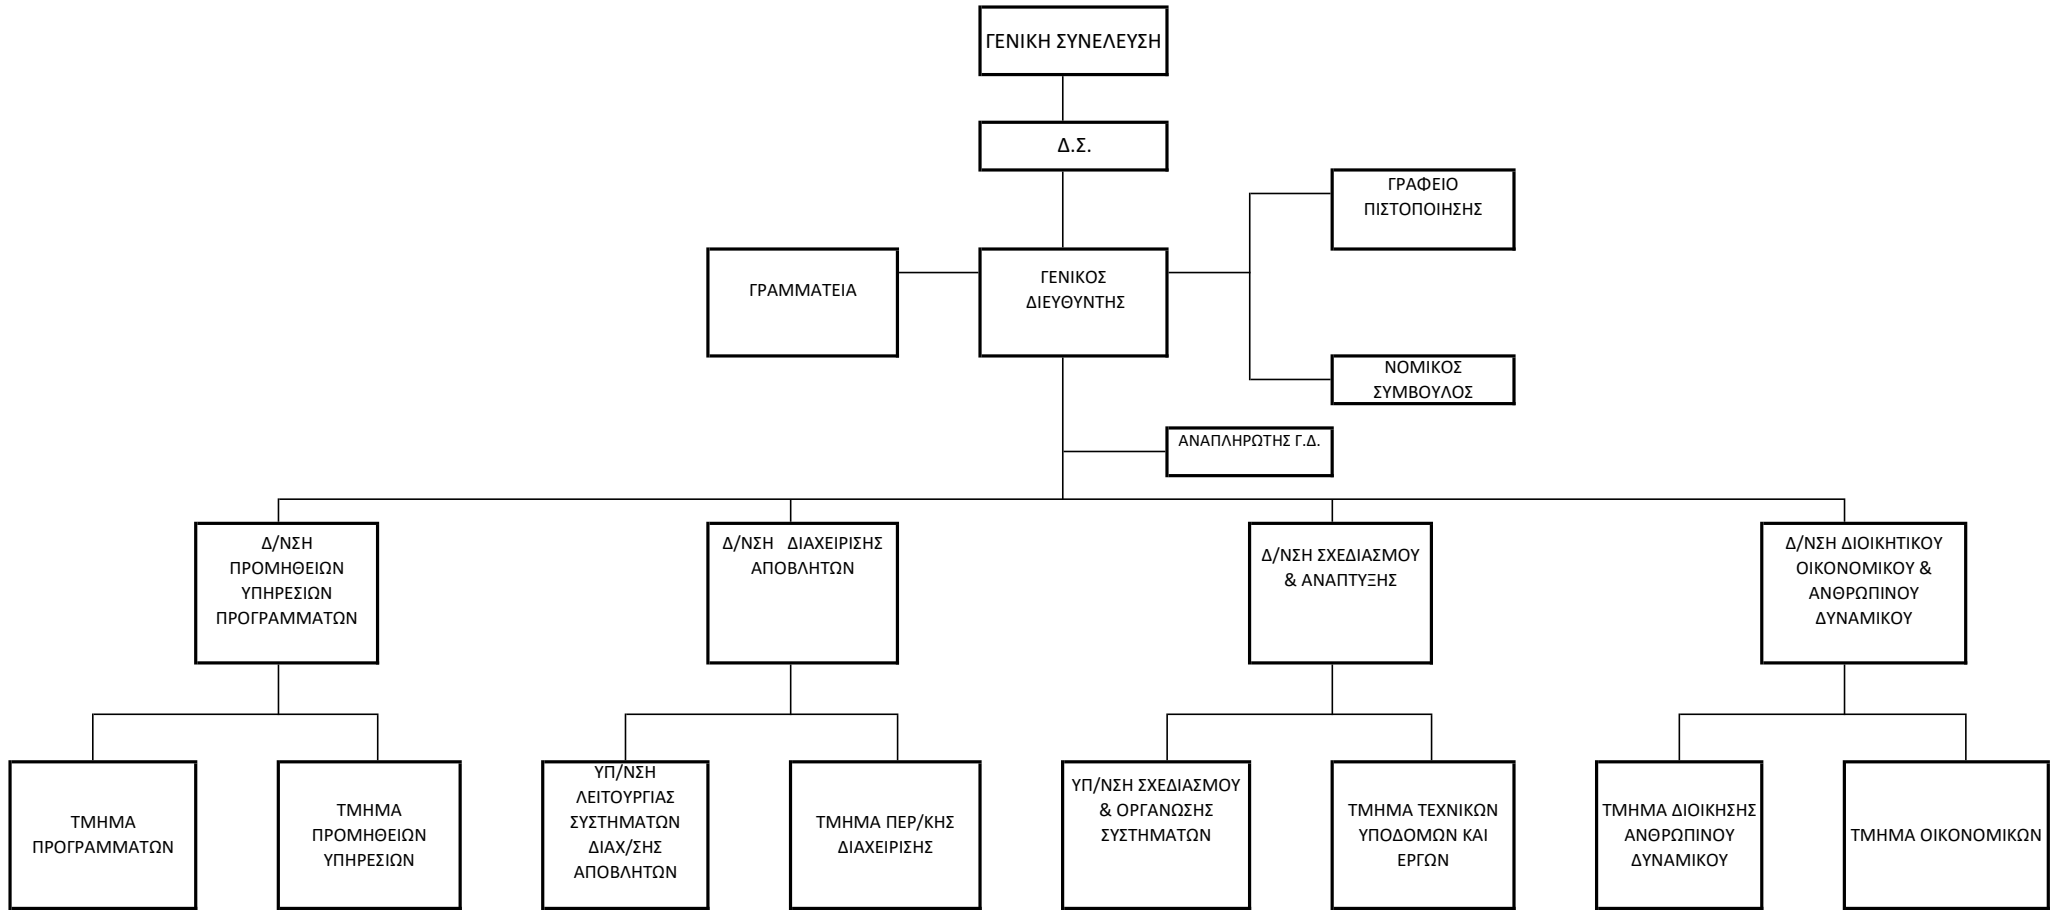 ΓΕΝΙΚΗ ΣΥΝΕΛΕΥΣΗ
Δ.Σ.
ΓΡΑΦΕΙΟ
ΠΙΣΤΟΠΟΙΗΣΗΣ
ΓΡΑΜΜΑΤΕΙΑ
ΓΕΝΙΚΟΣ
ΔΙΕΥΘΥΝΤΗΣ
ΝΟΜΙΚΟΣ
ΣΥΜΒΟΥΛΟΣ
ΑΝΑΠΛΗΡΩΤΗΣ Γ.Δ.
Δ/ΝΣΗ
ΠΡΟΜΗΘΕΙΩΝ
ΥΠΗΡΕΣΙΩΝ
ΠΡΟΓΡΑΜΜΑΤΩΝ
Δ/ΝΣΗ ΔΙΑΧΕΙΡΙΣΗΣ
ΑΠΟΒΛΗΤΩΝ
Δ/ΝΣΗ ΣΧΕΔΙΑΣΜΟΥ
& ΑΝΑΠΤΥΞΗΣ
Δ/ΝΣΗ ΔΙΟΙΚΗΤΙΚΟΥ
ΟΙΚΟΝΟΜΙΚΟΥ &
ΑΝΘΡΩΠΙΝΟΥ
ΔΥΝΑΜΙΚΟΥ
ΤΜΗΜΑ
ΠΡΟΓΡΑΜΜΑΤΩΝ
ΤΜΗΜΑ
ΠΡΟΜΗΘΕΙΩΝ
ΥΠΗΡΕΣΙΩΝ
ΥΠ/ΝΣΗ
ΛΕΙΤΟΥΡΓΙΑΣ
ΣΥΣΤΗΜΑΤΩΝ
ΔΙΑΧ/ΣΗΣ
ΑΠΟΒΛΗΤΩΝ
ΤΜΗΜΑ ΠΕΡ/ΚΗΣ
ΔΙΑΧΕΙΡΙΣΗΣ
ΥΠ/ΝΣΗ ΣΧΕΔΙΑΣΜΟΥ
& ΟΡΓΑΝΩΣΗΣ
ΣΥΣΤΗΜΑΤΩΝ
ΤΜΗΜΑ ΤΕΧΝΙΚΩΝ
ΥΠΟΔΟΜΩΝ ΚΑΙ
ΕΡΓΩΝ
ΤΜΗΜΑ ΔΙΟΙΚΗΣΗΣ
ΑΝΘΡΩΠΙΝΟΥ
ΔΥΝΑΜΙΚΟΥ
ΤΜΗΜΑ ΟΙΚΟΝΟΜΙΚΩΝ